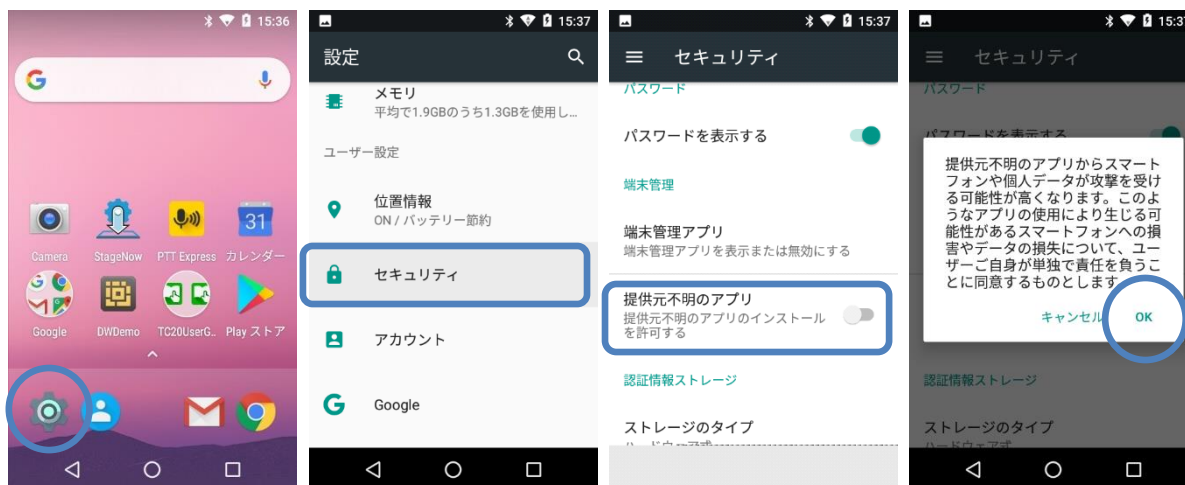 15:36
Camera
StageNow
PTT Express
31
カレンダー
Google
DWDemo
TC20UserG..
Play ストア
15:37
設定
メモリ
平均で1.9GBのうち1.3GBを使用し...
ユーザー設定
位置情報
ON / バッテリー節約
セキュリティ
アカウント
Google
15:37
セキュリティ
パスワード
パスワードを表示する
端末管理
端末管理アプリ
端末管理アプリを表示または無効にする
提供元不明のアプリ
提供元不明のアプリのインストール
を許可する
認証情報ストレージ
ストレージのタイプ
15:37
セキュリティ
パスワード
パスワードを表示する
提供元不明のアプリからスマート
フォンや個人データが攻撃を受け
る可能性が高くなります。このよ
うなアプリの使用により生じる可
能性があるスマートフォンへの損
害やデータの損失について、ユー
ザーご自身が単独で責任を負うこ
とに同意するものとします
キャンセル
OK
認証情報ストレージ
ストレージのタイプ
ハードウェア式